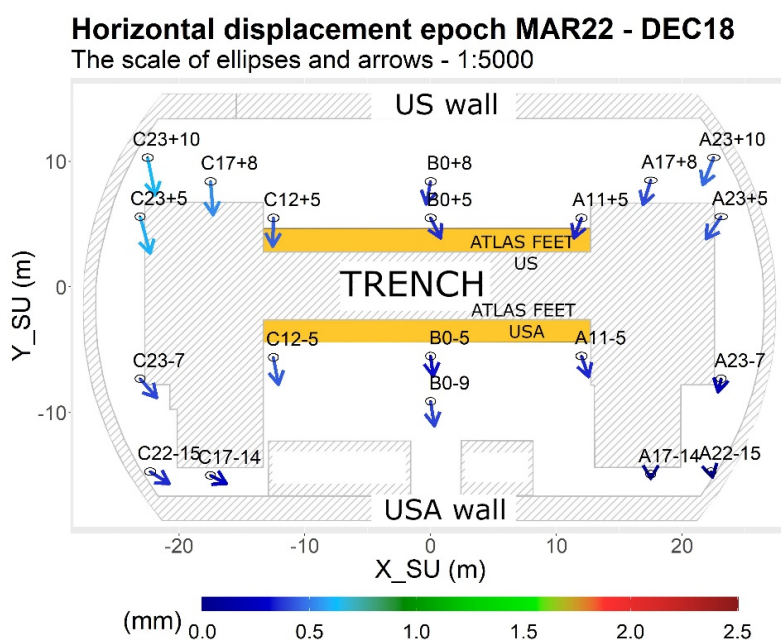 Horizontal displacement epoch MAR22 - DEC18
The scale of ellipses and arrows - 1:5000
US wall
C23+10
A23+10
C17+8
B0+8
A17+8
C23+5
C12+5
B0+5
A11+5
A23+5
ATLAS FEET
US
TRENCH
ATLAS FEET
USA
C12-5
B0-5
A11-5
C23-7
B0-9
A23-7
C22-15
C17-14
A17-14
A22-15
USA wall
10
0
-10
Y_SU (m)
-20
-10
0
10
20
X_SU (m)
(mm)
0.0
0.5
1.0
1.5
2.0
2.5